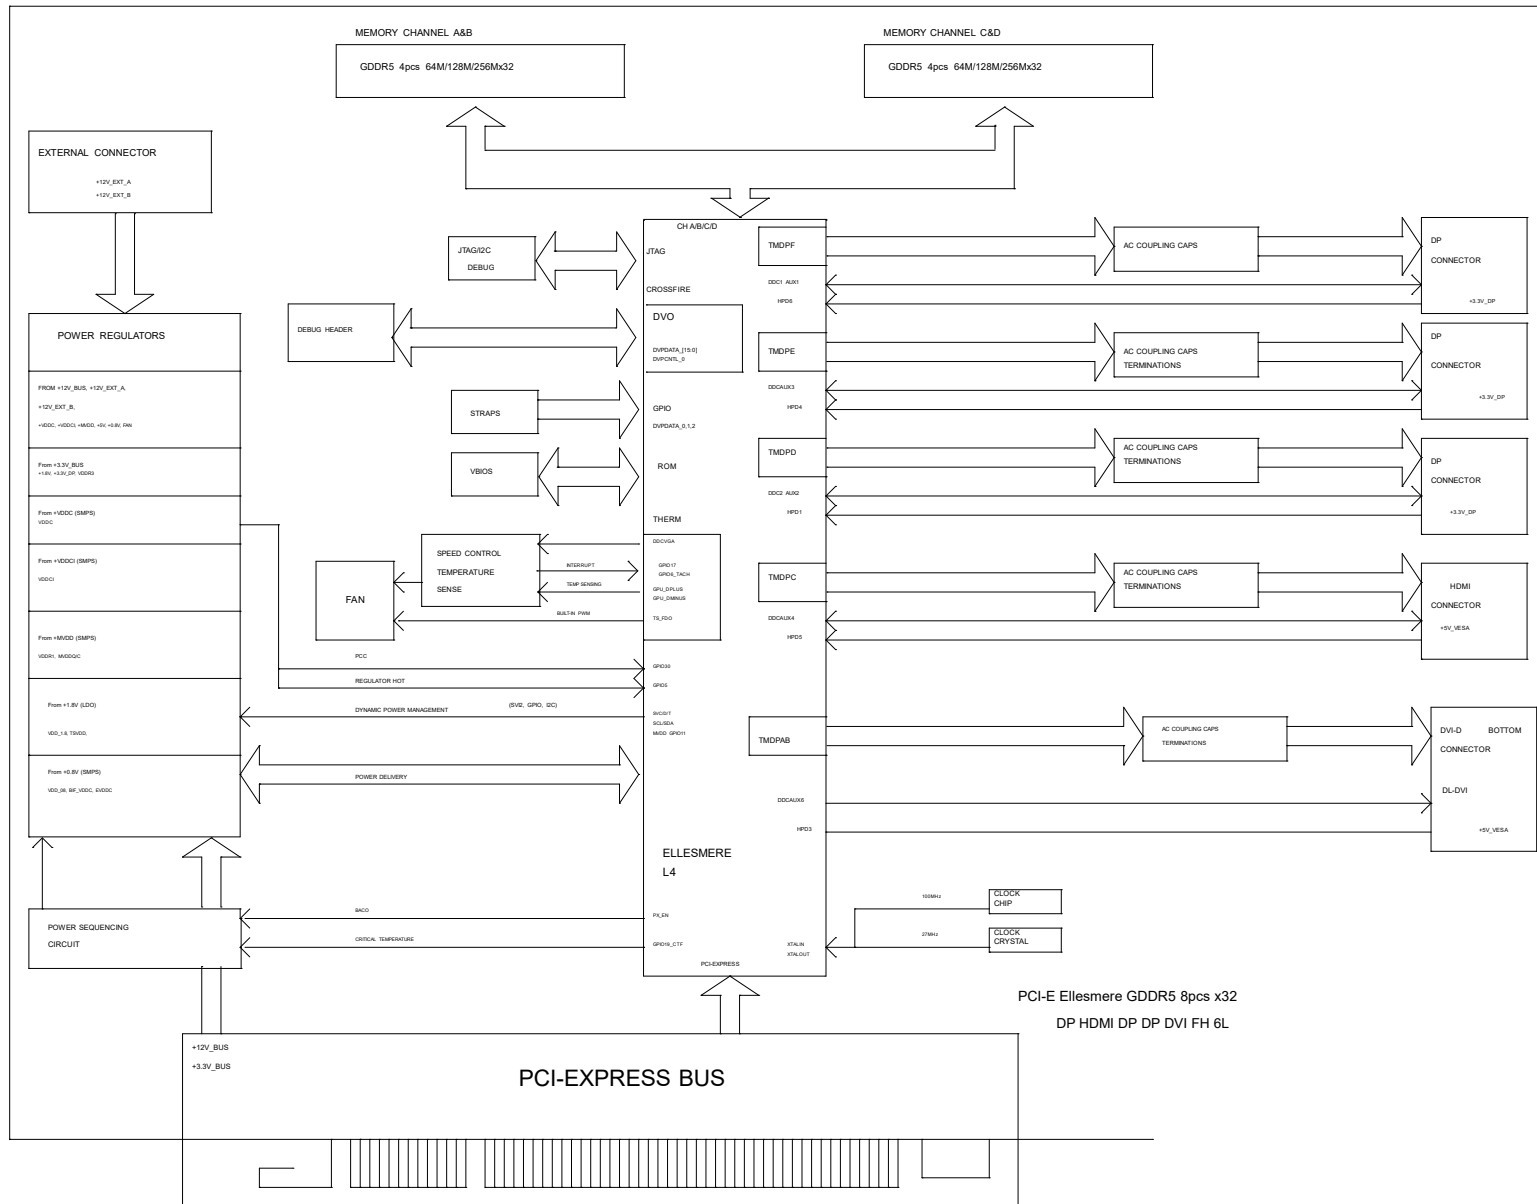 MEMORY CHANNEL A&B
GDDR5 4pcs 64M/128M/256Mx32
MEMORY CHANNEL C&D
GDDR5 4pcs 64M/128M/256Mx32
EXTERNAL CONNECTOR
+12V_EXT_A
+12V_EXT_B
POWER REGULATORS
FROM +12V_BUS, +12V_EXT_A,
+12V_EXT_B,
+VDDC, +VDDCI, +MVDD, +5V, +0.8V, FAN
From +3.3V_BUS
+1.8V, +3.3V_DP, VDDR3
From +VDDC (SMPS)
VDDC
From +VDDCI (SMPS)
VDDCI
From +MVDD (SMPS)
VDDR1, MVDDQ/C
From +1.8V (LDO)
VDD_1.8, TSVDD,
From +0.8V (SMPS)
VDD_08, BIF_VDDC, EVDDC
POWER SEQUENCING
CIRCUIT
JTAG/I2C
DEBUG
DEBUG HEADER
STRAPS
VBIOS
SPEED CONTROL
TEMPERATURE
SENSE
FAN
INTERRUPT
TEMP SENSING
BUILT-IN PWM
PCC
REGULATOR HOT
DYNAMIC POWER MANAGEMENT (SVI2, GPIO, I2C)
POWER DELIVERY
BACO
CRITICAL TEMPERATURE
CH A/B/C/D
JTAG
CROSSFIRE
DVO
DVPDATA_[15:0]
DVPCNTL_0
GPIO
DVPDATA_0,1,2
ROM
THERM
DDCVGA
GPIO17
GPIO6_TACH
GPU_DPLUS
GPU_DMINUS
TS_FDO
GPIO30
GPIO5
SVC/D/T
SCL/SDA
MVDD GPIO11
ELLESMERE
L4
PX_EN
GPIO19_CTF
PCI-EXPRESS
TMDPF
DDC1 AUX1
HPD6
TMDPE
DDCAUX3
HPD4
TMDPD
DDC2 AUX2
HPD1
TMDPC
DDCAUX4
HPD5
TMDPAB
DDCAUX6
HPD3
XTALIN
XTALOUT
AC COUPLING CAPS
DP
CONNECTOR
+3.3V_DP
AC COUPLING CAPS
TERMINATIONS
DP
CONNECTOR
+3.3V_DP
AC COUPLING CAPS
TERMINATIONS
DP
CONNECTOR
+3.3V_DP
AC COUPLING CAPS
TERMINATIONS
HDMI
CONNECTOR
+5V_VESA
AC COUPLING CAPS
TERMINATIONS
DVI-D BOTTOM
CONNECTOR
DL-DVI
+5V_VESA
100MHz
CLOCK
CHIP
27MHz
CLOCK
CRYSTAL
PCI-E Ellesmere GDDR5 8pcs x32
DP HDMI DP DP DVI FH 6L
+12V_BUS
+3.3V_BUS
PCI-EXPRESS BUS